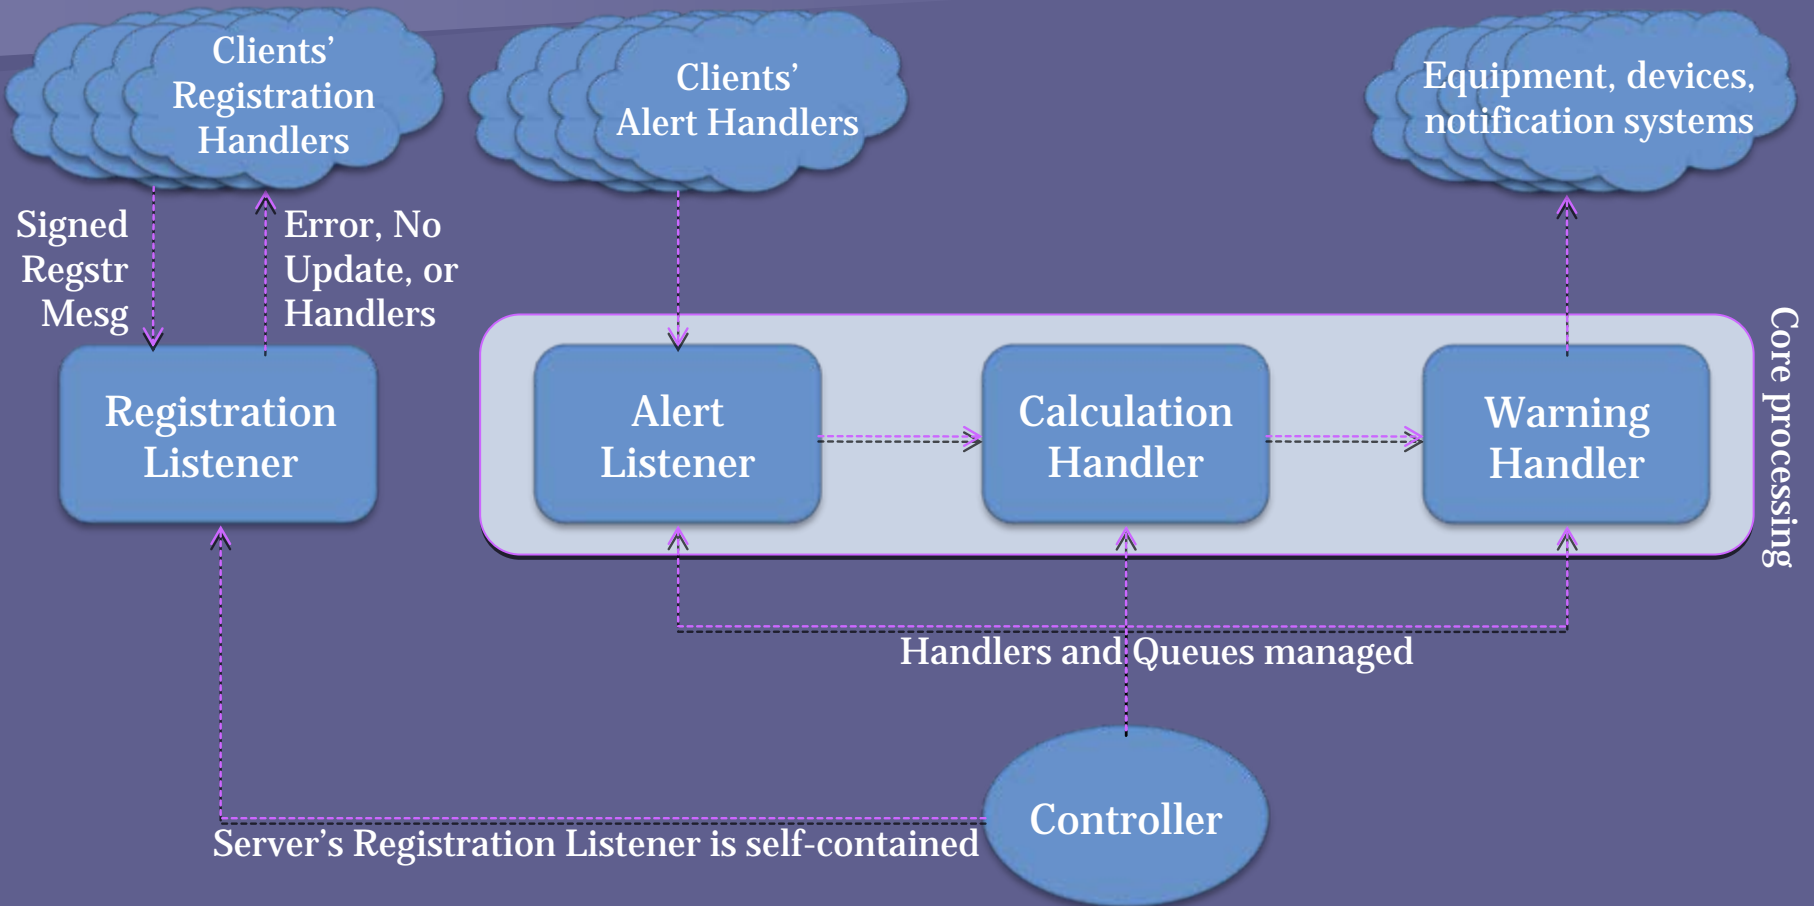 Clients’
Registration
Handlers
Clients’
Alert Handlers
Equipment, devices,
notification systems
Signed
Regstr
Mesg
Error, No
Update, or
Handlers
Core processing
Registration
Listener
Alert
Listener
Calculation
Handler
Warning
Handler
Handlers and Queues managed
Controller
Server’s Registration Listener is self-contained